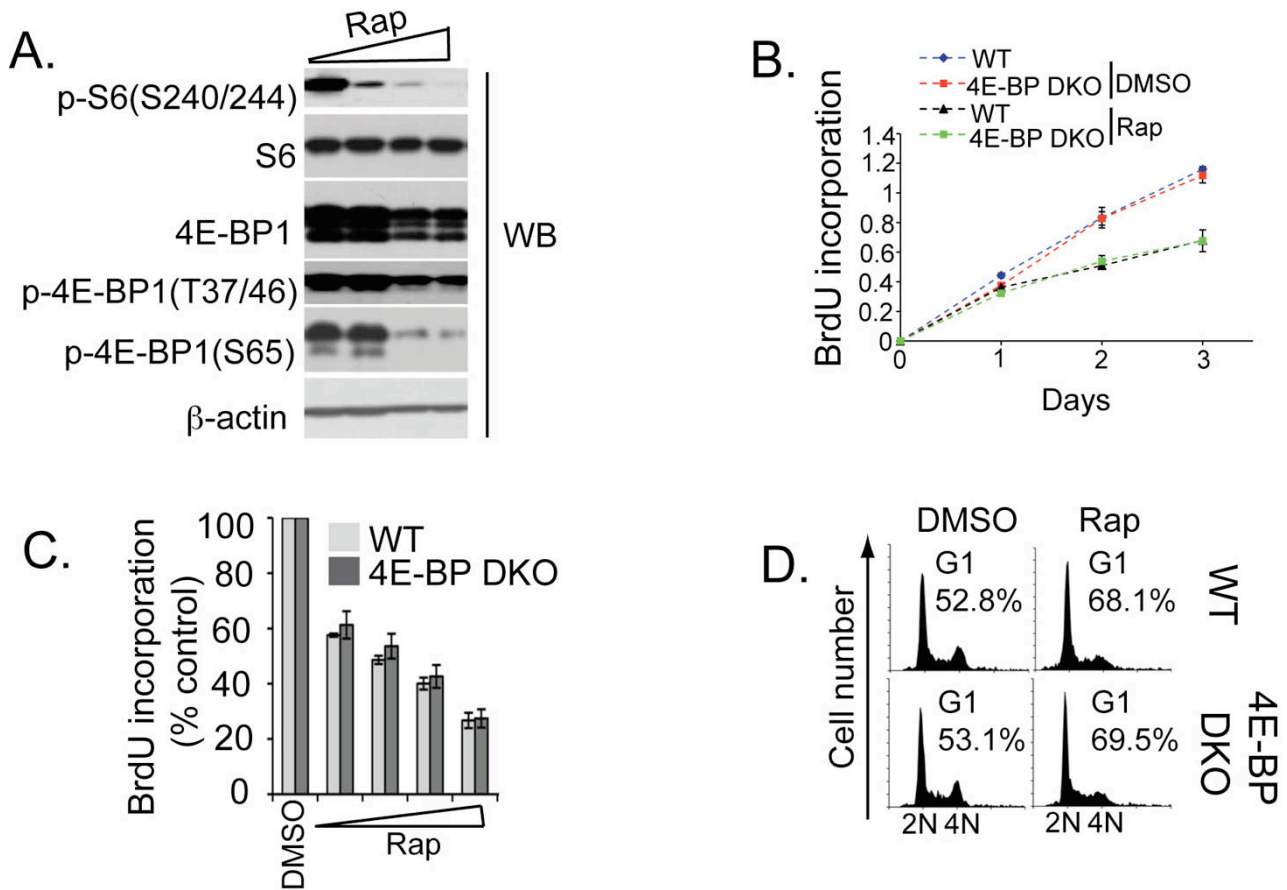 A.
Rap
p-S6(S240/244)
S6
4E-BP1
p-4E-BP1(T37/46)
p-4E-BP1(S65)
β-actin
WB
B.
WT
4E-BP DKO
DMSO
WT
4E-BP DKO
Rap
BrdU incorporation
1.4
1.2
1
0.8
0.6
0.4
0.2
0
0 1 2 3
Days
C.
BrdU incorporation
(% control)
100
80
60
40
20
0
WT
4E-BP DKO
DMSO
Rap
D.
DMSO Rap
Cell number
G1
52.8%
G1
68.1%
WT
G1
53.1%
G1
69.5%
4E-BP
DKO
2N 4N 2N 4N